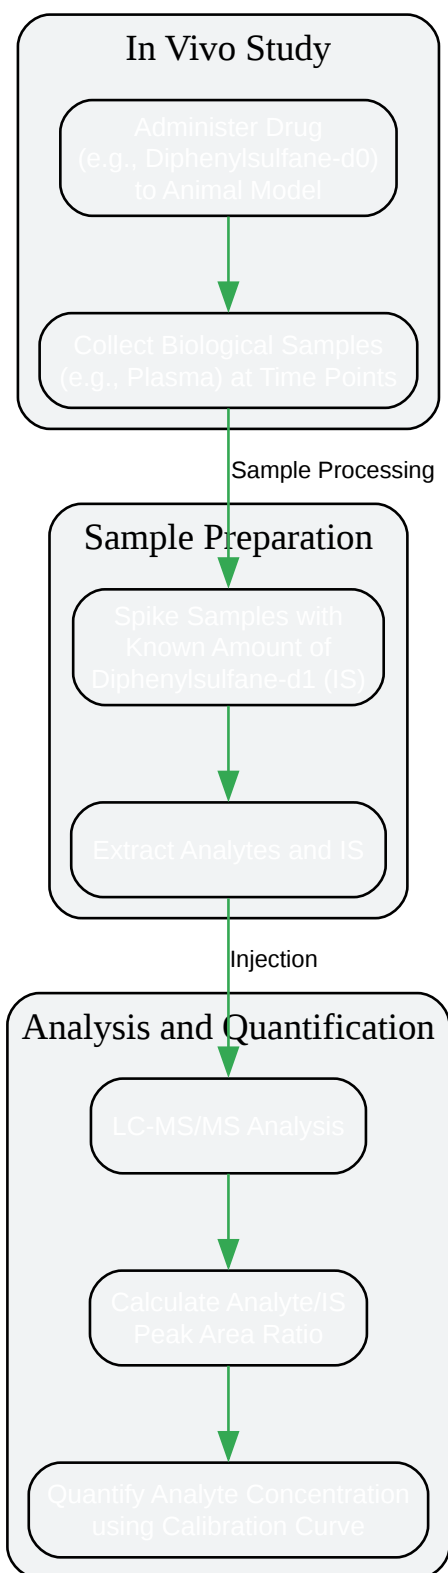 In Vivo Study
Administer Drug
(e.g., Diphenylsulfane-d0)
to Animal Model
Collect Biological Samples
(e.g., Plasma) at Time Points
Sample Processing
Sample Preparation
Spike Samples with
Known Amount of
Diphenylsulfane-d1 (IS)
Extract Analytes and IS
Injection
Analysis and Quantification
LC-MS/MS Analysis
Calculate Analyte/IS
Peak Area Ratio
Quantify Analyte Concentration
using Calibration Curve